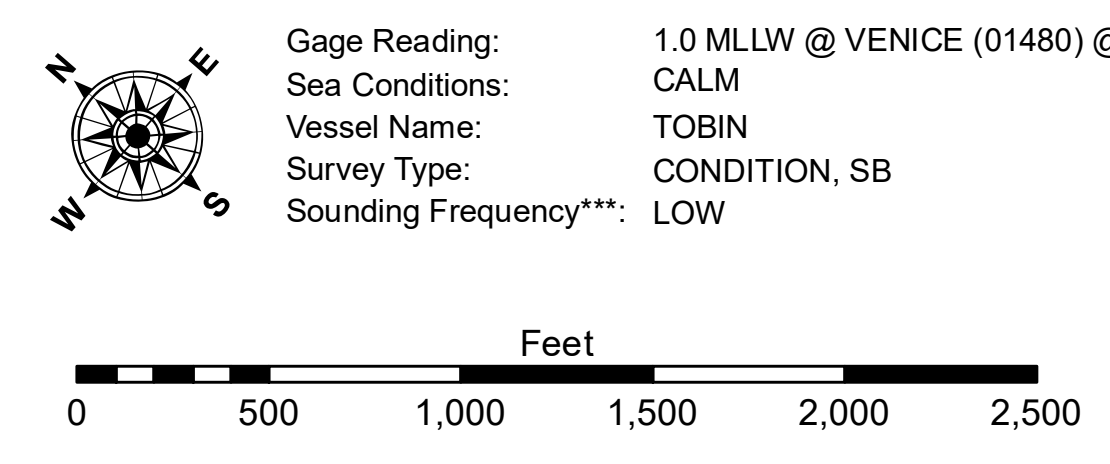 N E
W S
Gage Reading: 1.0 MLLW @ VENICE (01480) @
Sea Conditions: CALM
Vessel Name: TOBIN
Survey Type: CONDITION, SB
Sounding Frequency***: LOW
Feet
0 500 1,000 1,500 2,000 2,500